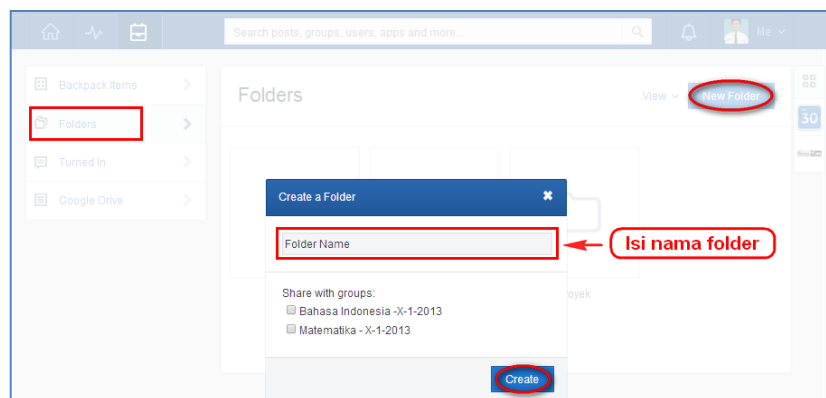 Search posts, groups, users, apps and more...
Me
Backpack Items
Folders
Turned In
Google Drive
Folders
View
New Folder
30
Create a Folder
Folder Name
Isi nama folder
Share with groups:
Bahasa Indonesia -X-1-2013
Matematika - X-1-2013
royek
Create